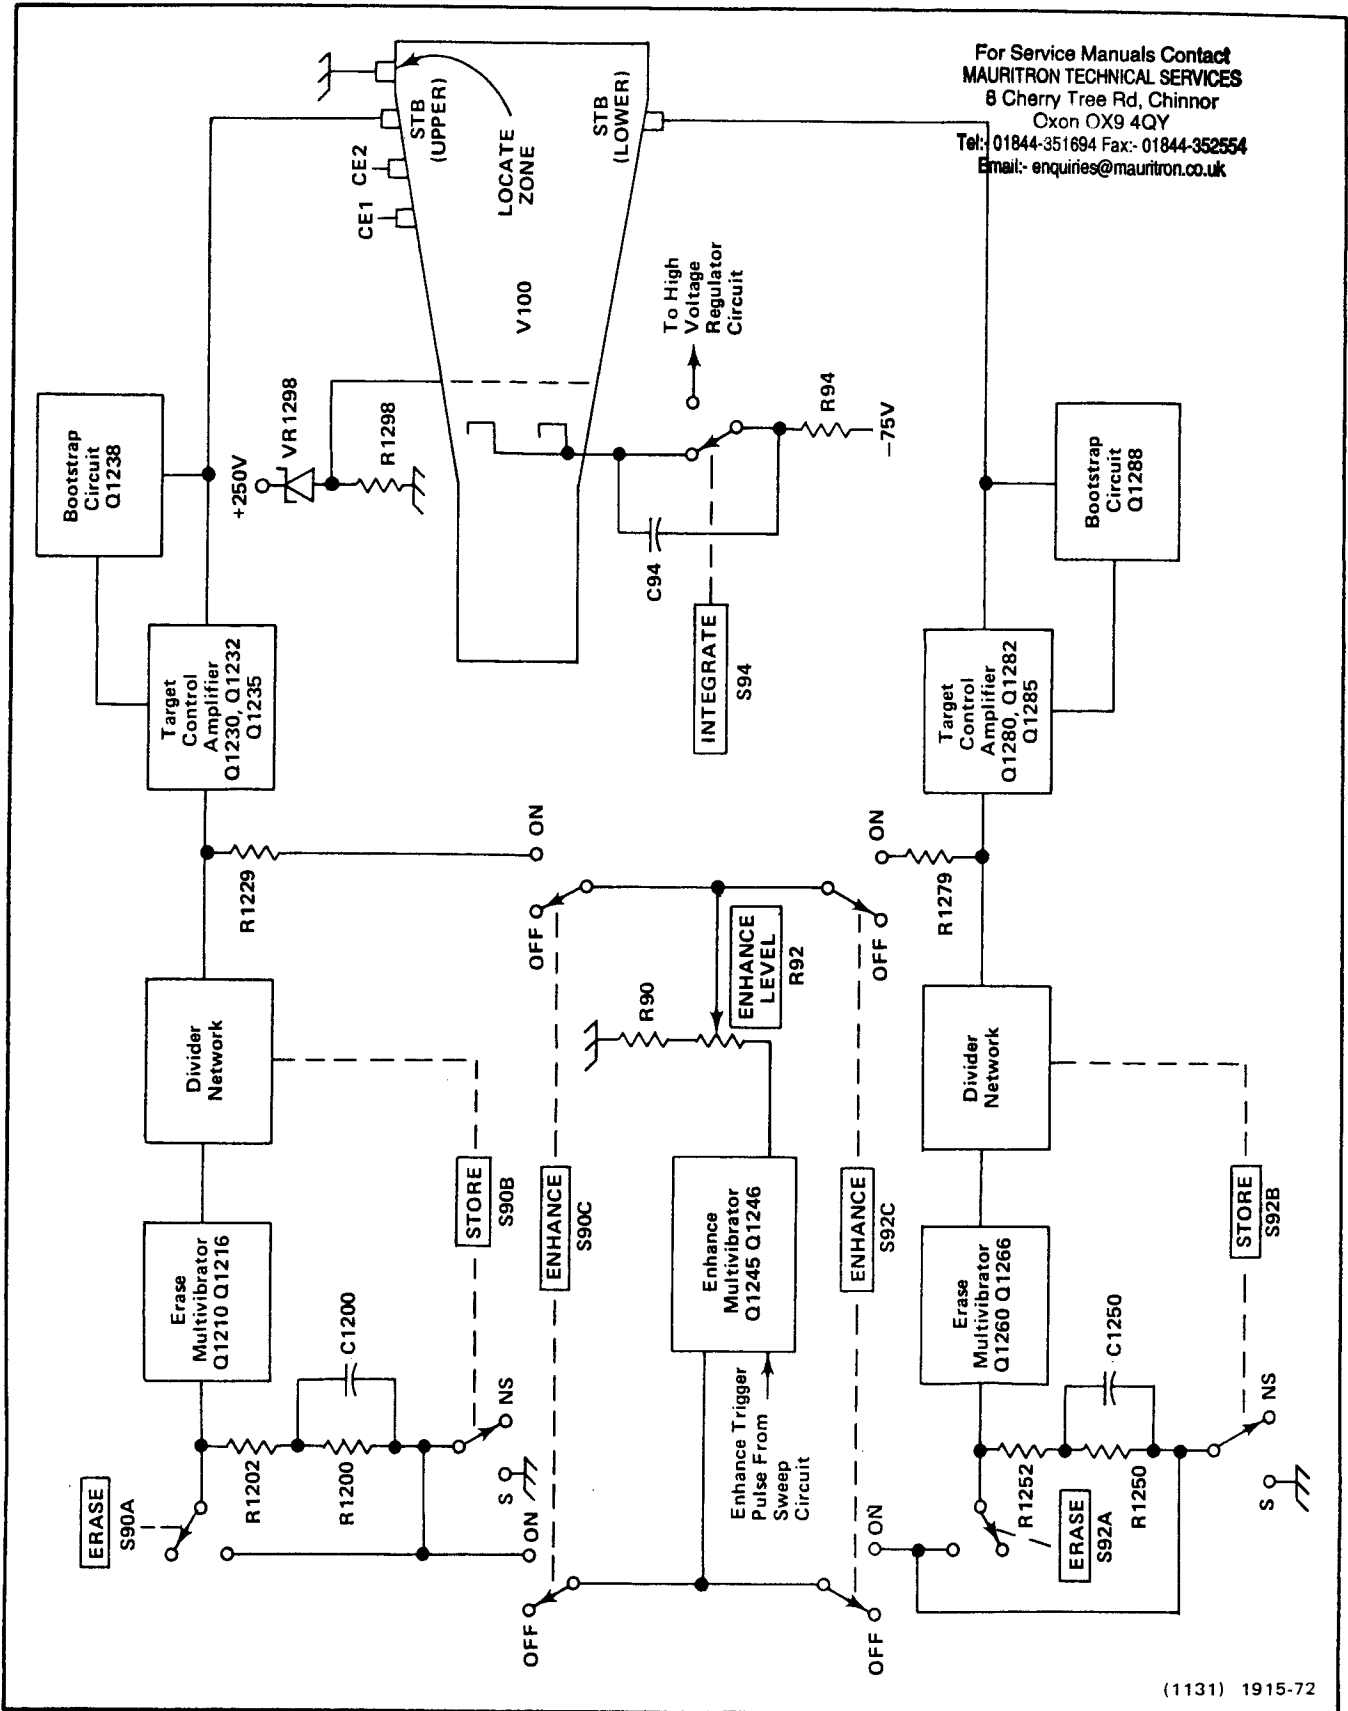 For Service Manuals Contact
MAURITRON TECHNICAL SERVICES
8 Cherry Tree Rd, Chinnor
Oxon OX9 4QY
Tel:- 01844-351694 Fax:- 01844-352554
Email:- enquiries@mauritron.co.uk
ERASE
S90A
R1202
R1200
C1200
S
NS
ON
OFF
Erase
Multivibrator
Q1210 Q1216
STORE
S90B
Divider
Network
ENHANCE
S90C
R1229
OFF
ON
Target
Control
Amplifier
Q1230, Q1232
Q1235
Bootstrap
Circuit
Q1238
+250V
VR1298
R1298
CE1
CE2
STB
(UPPER)
LOCATE
ZONE
STB
(LOWER)
V100
To High
Voltage
Regulator
Circuit
C94
R94
-75V
INTEGRATE
S94
Enhance Trigger
Pulse From
Sweep
Circuit
Enhance
Multivibrator
Q1245 Q1246
R90
ENHANCE
LEVEL
R92
OFF
ON
ENHANCE
S92C
OFF
ON
ERASE
S92A
R1252
R1250
C1250
S
NS
Erase
Multivibrator
Q1260 Q1266
STORE
S92B
Divider
Network
R1279
Target
Control
Amplifier
Q1280, Q1282
Q1285
Bootstrap
Circuit
Q1288
(1131) 1915-72